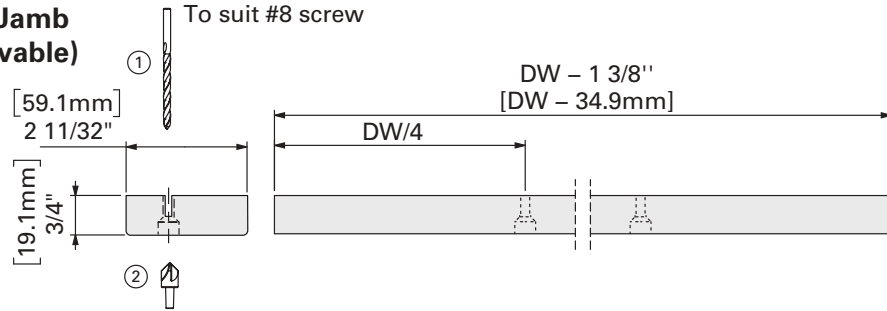 Jamb
vable)
To suit #8 screw
1
[59.1mm]
2 11/32"
DW – 1 3/8''
[DW – 34.9mm]
DW/4
[19.1mm]
3/4"
2